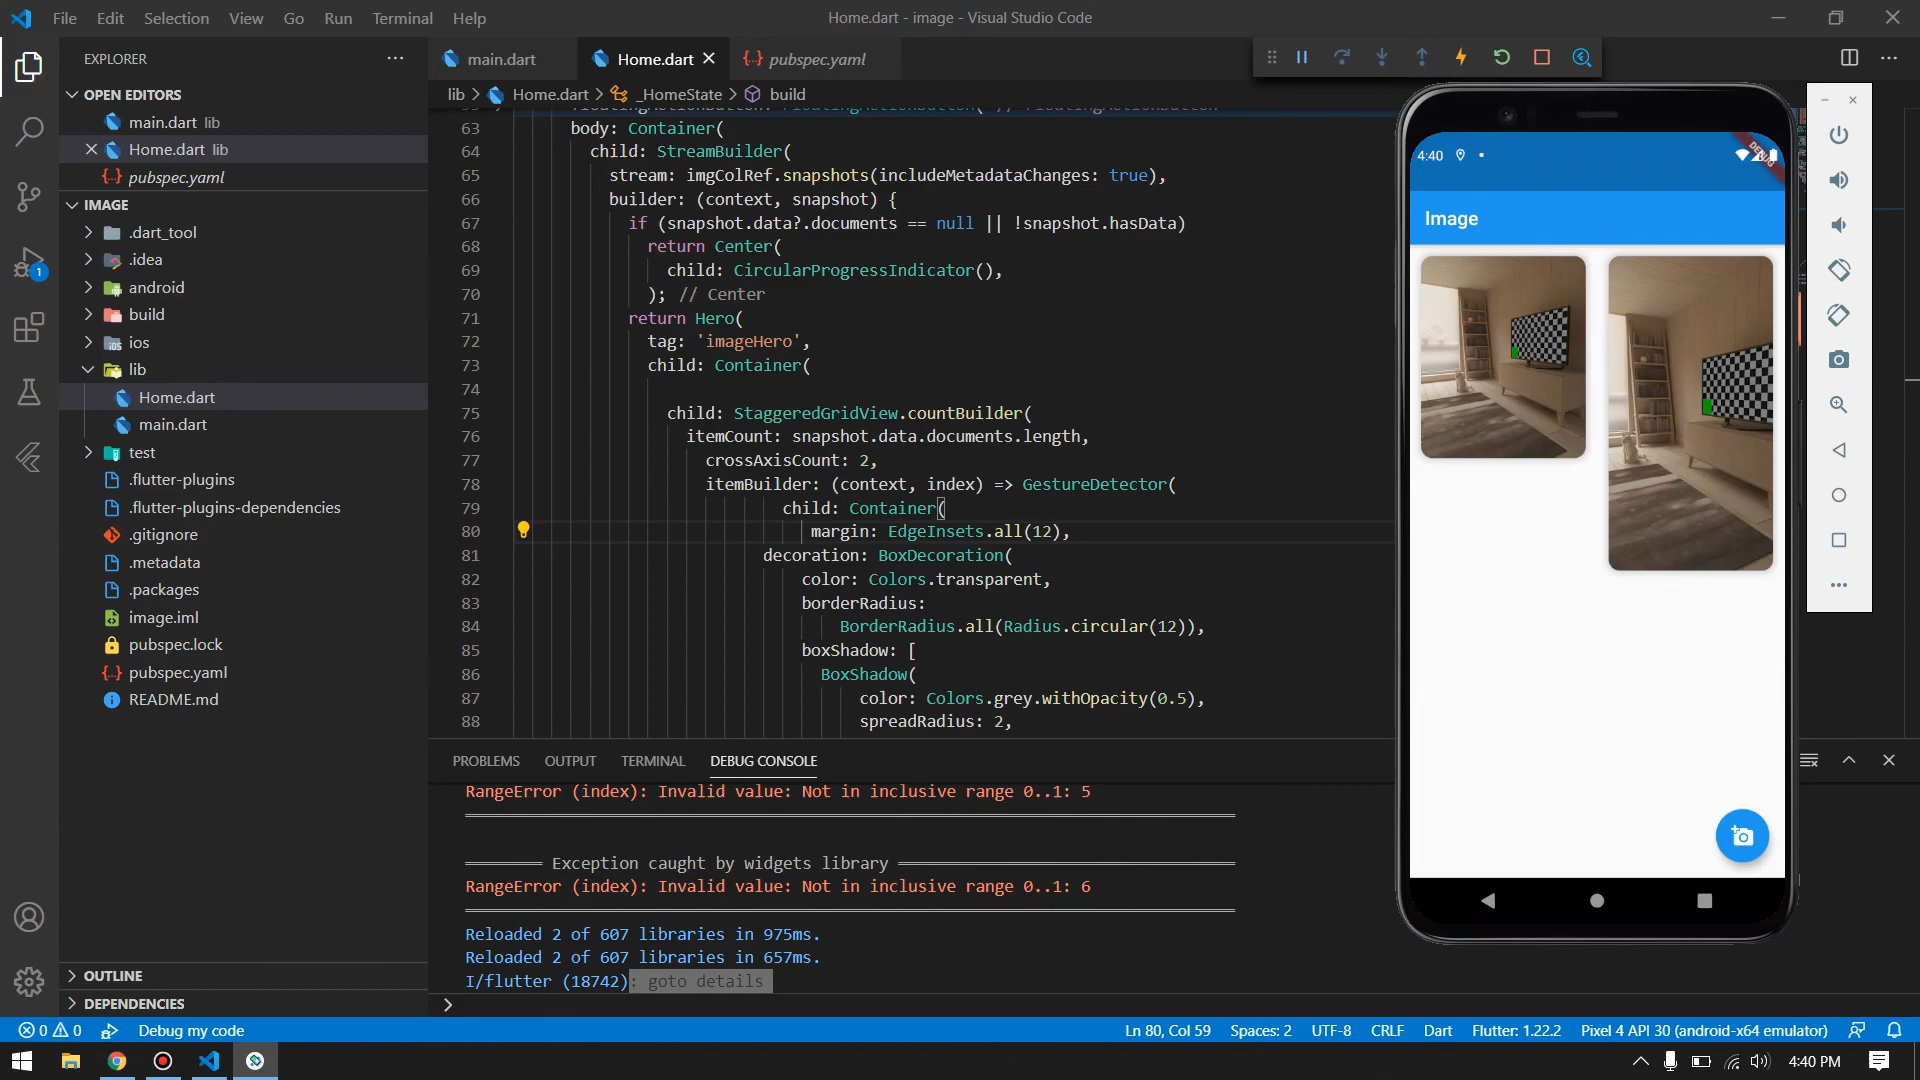 File Edit Selection View Go Run Terminal Help
Home.dart - image - Visual Studio Code
EXPLORER
OPEN EDITORS
main.dart lib
Home.dart lib
pubspec.yaml
IMAGE
.dart_tool
.idea
android
build
ios
lib
Home.dart
main.dart
test
.flutter-plugins
.flutter-plugins-dependencies
.gitignore
.metadata
.packages
image.iml
pubspec.lock
pubspec.yaml
README.md
OUTLINE
DEPENDENCIES
1
main.dart Home.dart pubspec.yaml
lib > Home.dart > _HomeState > build
63 body: Container(
64 child: StreamBuilder(
65 stream: imgColRef.snapshots(includeMetadataChanges: true),
66 builder: (context, snapshot) {
67 if (snapshot.data?.documents == null || !snapshot.hasData)
68 return Center(
69 child: CircularProgressIndicator(),
70 ); // Center
71 return Hero(
72 tag: 'imageHero',
73 child: Container(
74
75 child: StaggeredGridView.countBuilder(
76 itemCount: snapshot.data.documents.length,
77 crossAxisCount: 2,
78 itemBuilder: (context, index) => GestureDetector(
79 child: Container(
80 margin: EdgeInsets.all(12),
81 decoration: BoxDecoration(
82 color: Colors.transparent,
83 borderRadius:
84 BorderRadius.all(Radius.circular(12)),
85 boxShadow: [
86 BoxShadow(
87 color: Colors.grey.withOpacity(0.5),
88 spreadRadius: 2,
PROBLEMS OUTPUT TERMINAL DEBUG CONSOLE
RangeError (index): Invalid value: Not in inclusive range 0..1: 5
Exception caught by widgets library
RangeError (index): Invalid value: Not in inclusive range 0..1: 6
Reloaded 2 of 607 libraries in 975ms.
Reloaded 2 of 607 libraries in 657ms.
I/flutter (18742): goto details
4:40
DEBUG
Image
0 0 Debug my code
Ln 80, Col 59 Spaces: 2 UTF-8 CRLF Dart Flutter: 1.22.2 Pixel 4 API 30 (android-x64 emulator)
4:40 PM